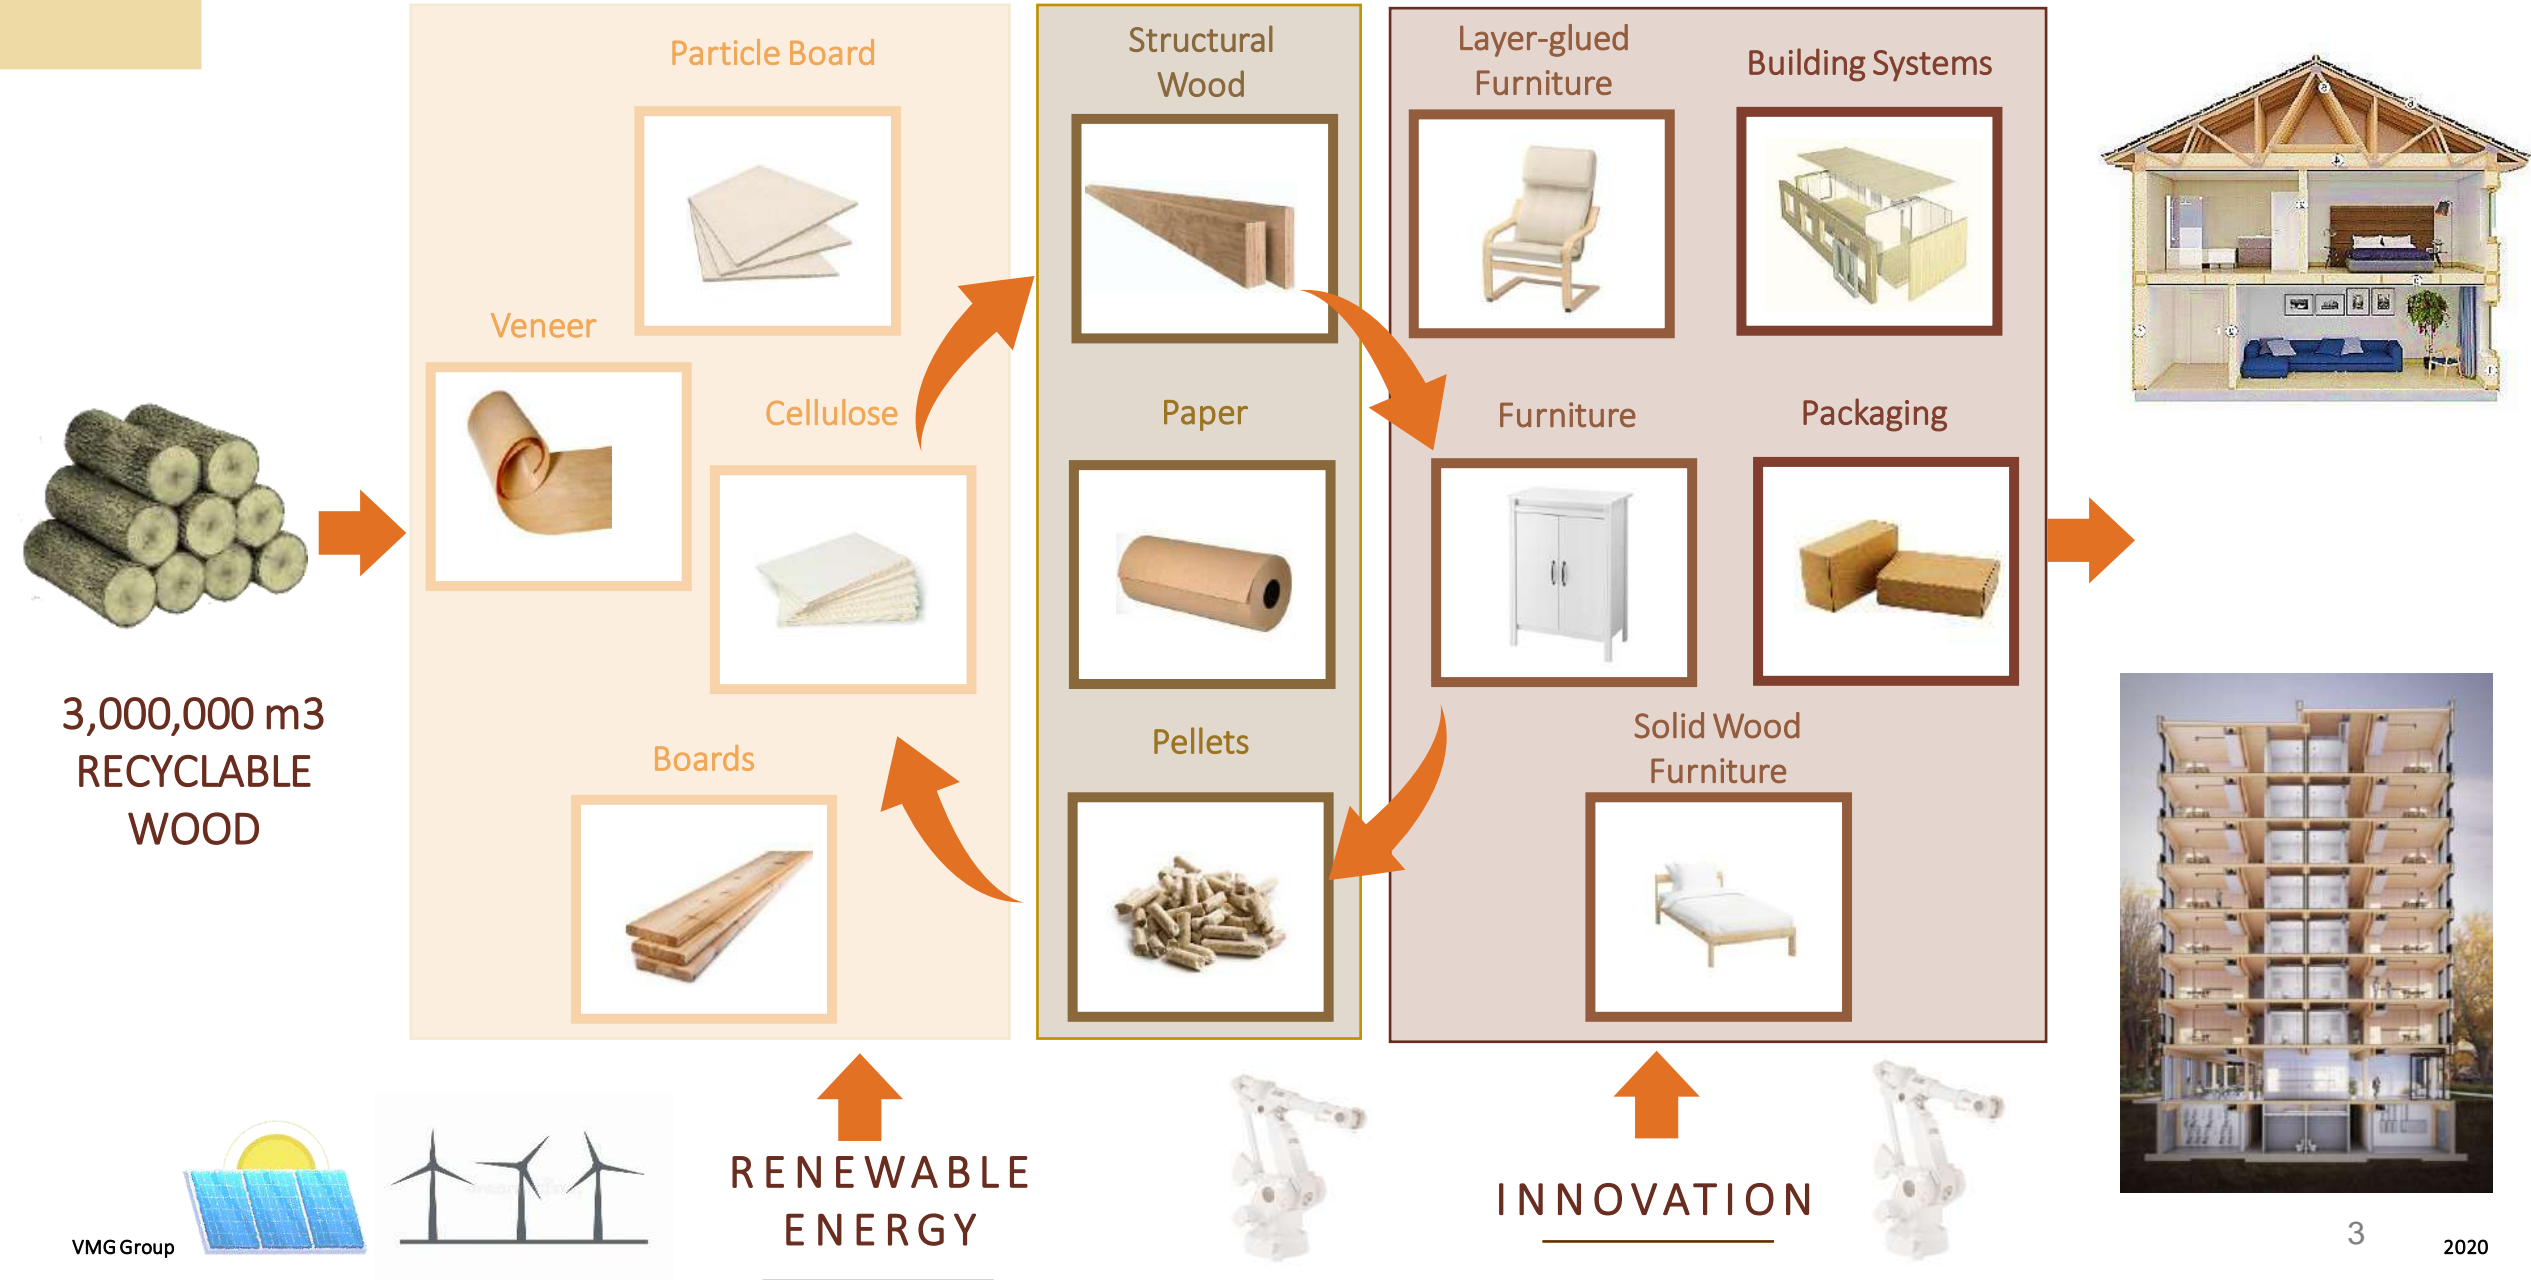 Particle Board
Veneer
Cellulose
Boards
Structural
Wood
Paper
Pellets
Layer-glued
Furniture
Building Systems
Furniture
Packaging
Solid Wood
Furniture
3,000,000 m3
RECYCLABLE
WOOD
RENEWABLE
ENERGY
INNOVATION
VMG Group
3
2020